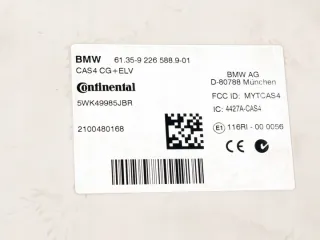 BMW 61.35-9 226 588.9-01
CAS4 CG+ELV
Continental
5WK49985JBR
2100480168
BMW AG
D-80788 München
FCC ID: MYTCAS4
IC: 4427A-CAS4
E1 116RI - 00 0056
CE